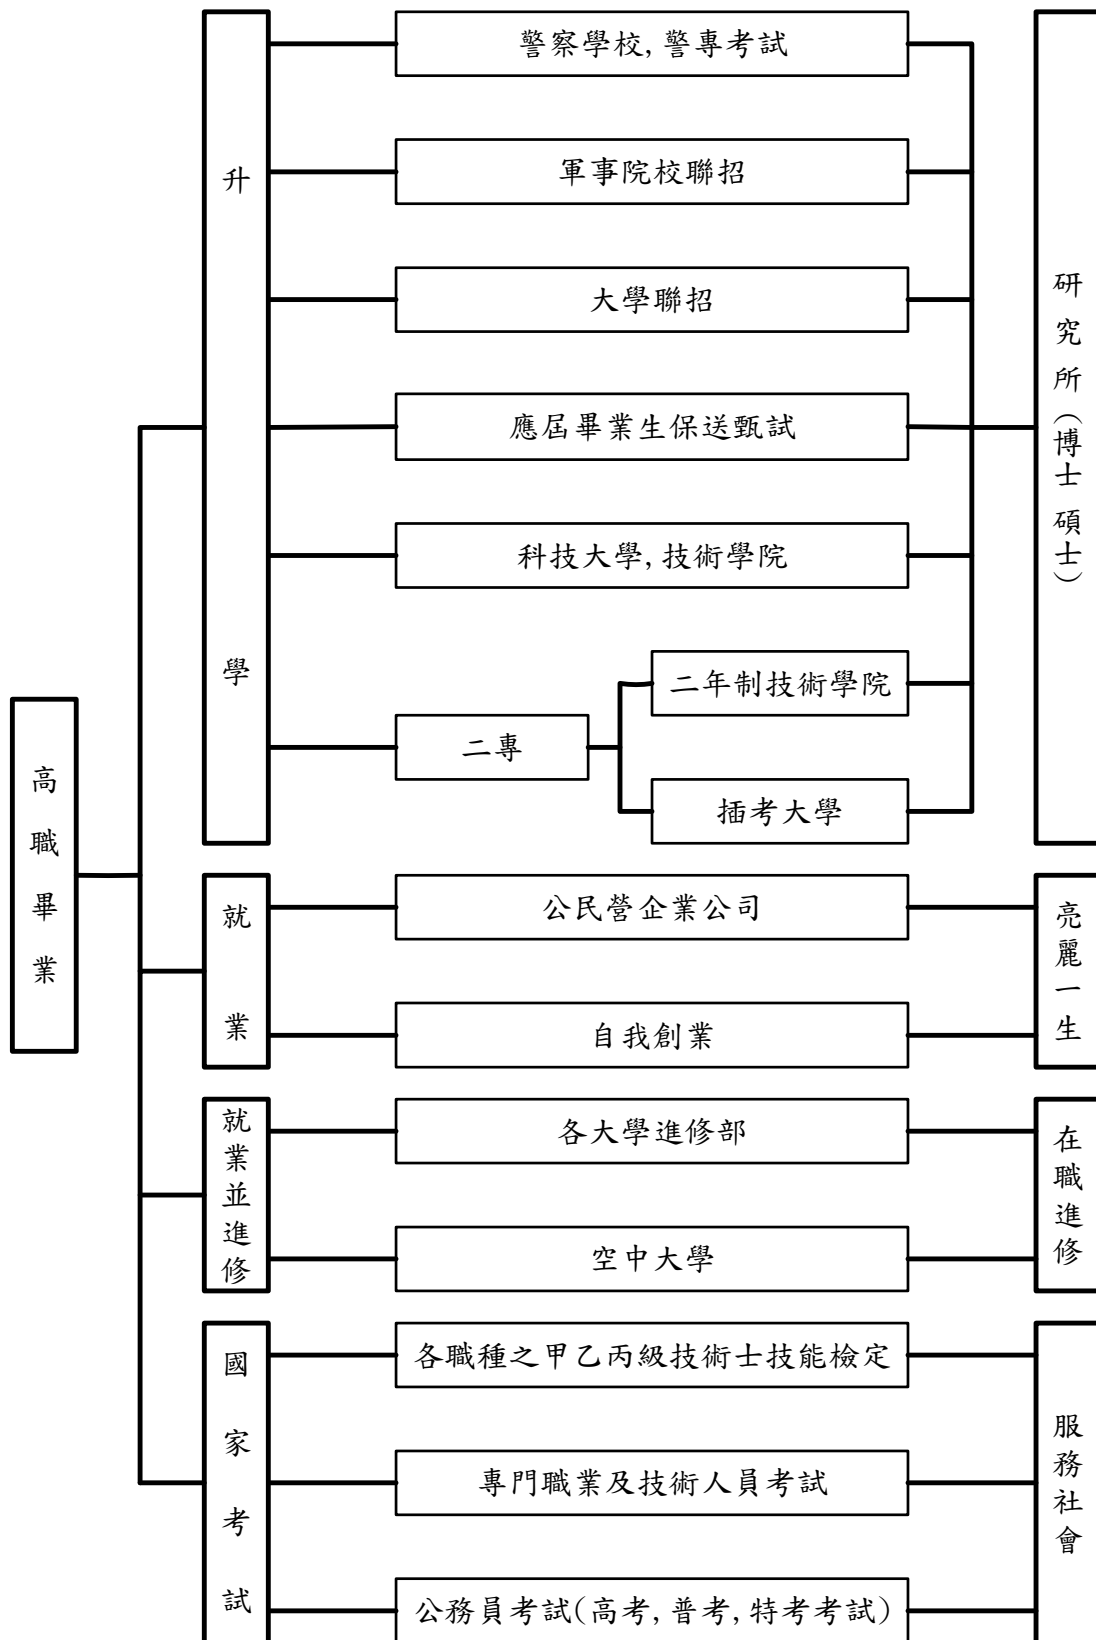 高職畢業
升學
警察學校, 警專考試
軍事院校聯招
大學聯招
應屆畢業生保送甄試
科技大學, 技術學院
二專
二年制技術學院
插考大學
研究所(博士碩士)
就業
公民營企業公司
自我創業
亮麗一生
就業並進修
各大學進修部
空中大學
在職進修
國家考試
各職種之甲乙丙級技術士技能檢定
專門職業及技術人員考試
公務員考試(高考, 普考, 特考考試)
服務社會